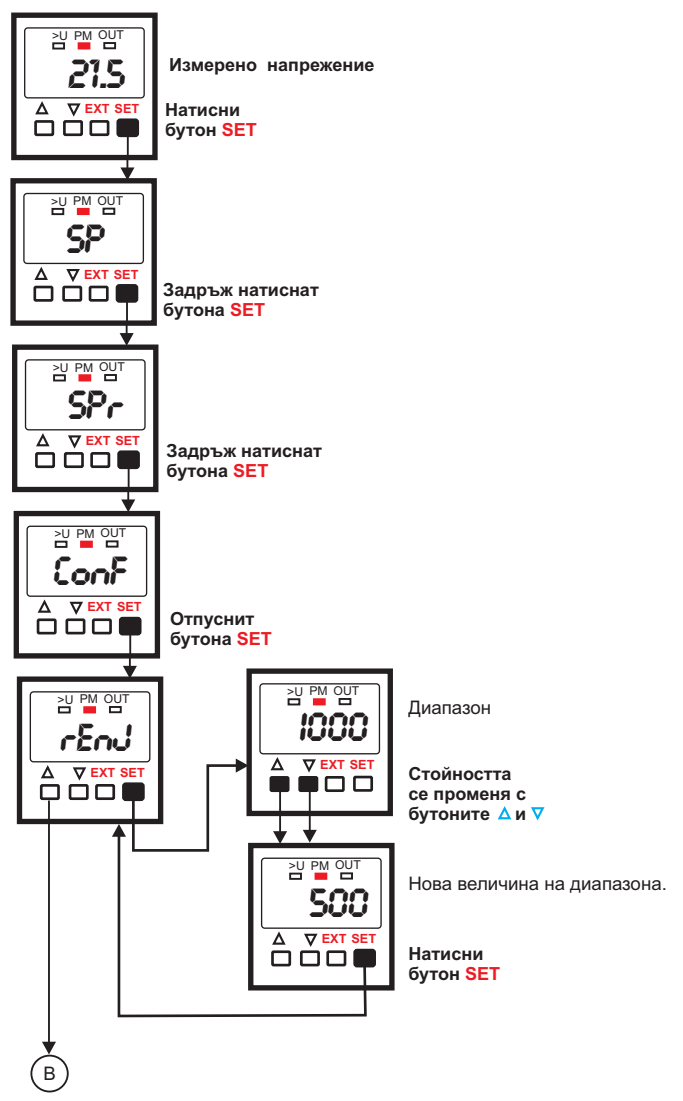 >U PM OUT
21.5
EXT SET
Измерено напрежение
Натисни
бутон SET
>U PM OUT
SP
EXT SET
Задръж натиснат
бутона SET
>U PM OUT
SPr
EXT SET
Задръж натиснат
бутона SET
>U PM OUT
ConF
EXT SET
Отпуснит
бутона SET
>U PM OUT
rEnJ
EXT SET
>U PM OUT
1000
EXT SET
Диапазон
Стойността
се променя с
бутоните Δ и ∇
>U PM OUT
500
EXT SET
Нова величина на диапазона.
Натисни
бутон SET
B